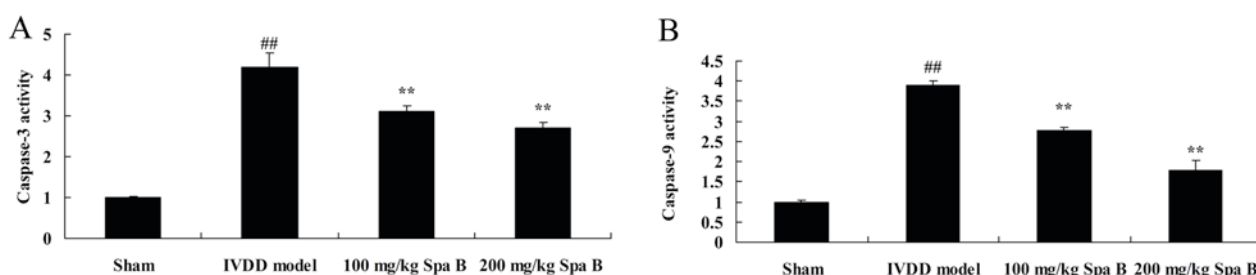 A
Caspase-3 activity
5
4
3
2
1
0
##
**
**
Sham
IVDD model
100 mg/kg Spa B
200 mg/kg Spa B
B
Caspase-9 activity
4.5
4
3.5
3
2.5
2
1.5
1
0.5
0
##
**
**
Sham
IVDD model
100 mg/kg Spa B
200 mg/kg Spa B